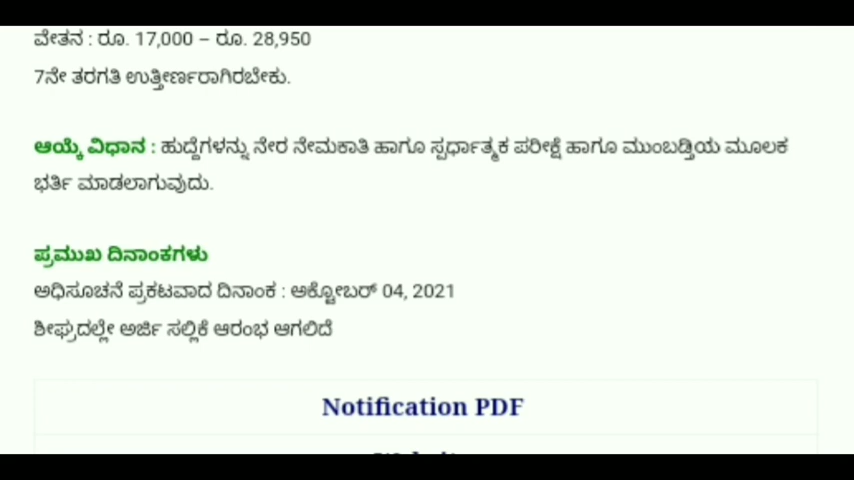 ವೇತನ : ರೂ. 17,000 – ರೂ. 28,950
7ನೇ ತರಗತಿ ಉತ್ತೀರ್ಣರಾಗಿರಬೇಕು.
ಆಯ್ಕೆ ವಿಧಾನ : ಹುದ್ದೆಗಳನ್ನು ನೇರ ನೇಮಕಾತಿ ಹಾಗೂ ಸ್ಪರ್ಧಾತ್ಮಕ ಪರೀಕ್ಷೆ ಹಾಗೂ ಮುಂಬಡ್ತಿಯ ಮೂಲಕ
ಭರ್ತಿ ಮಾಡಲಾಗುವುದು.
ಪ್ರಮುಖ ದಿನಾಂಕಗಳು
ಅಧಿಸೂಚನೆ ಪ್ರಕಟವಾದ ದಿನಾಂಕ : ಅಕ್ಟೋಬರ್ 04, 2021
ಶೀಘ್ರದಲ್ಲೇ ಅರ್ಜಿ ಸಲ್ಲಿಕೆ ಆರಂಭ ಆಗಲಿದೆ
Notification PDF